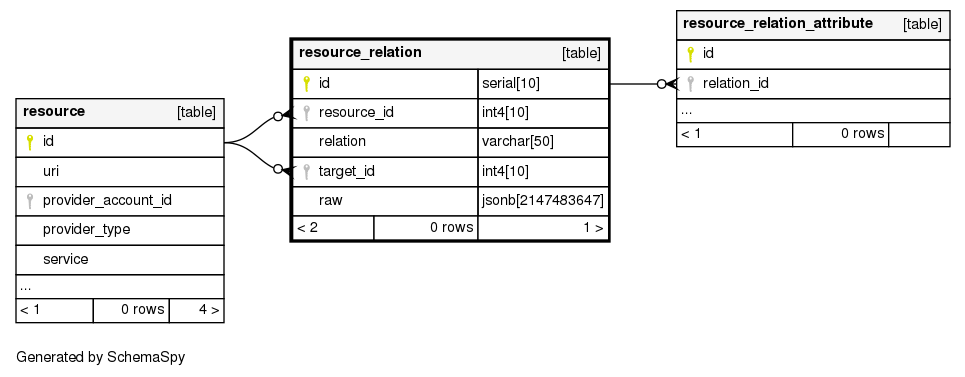 resource [table]
id
uri
provider_account_id
provider_type
service
...
< 1 0 rows 4 >
resource_relation [table]
id serial[10]
resource_id int4[10]
relation varchar[50]
target_id int4[10]
raw jsonb[2147483647]
< 2 0 rows 1 >
resource_relation_attribute [table]
id
relation_id
...
< 1 0 rows
Generated by SchemaSpy